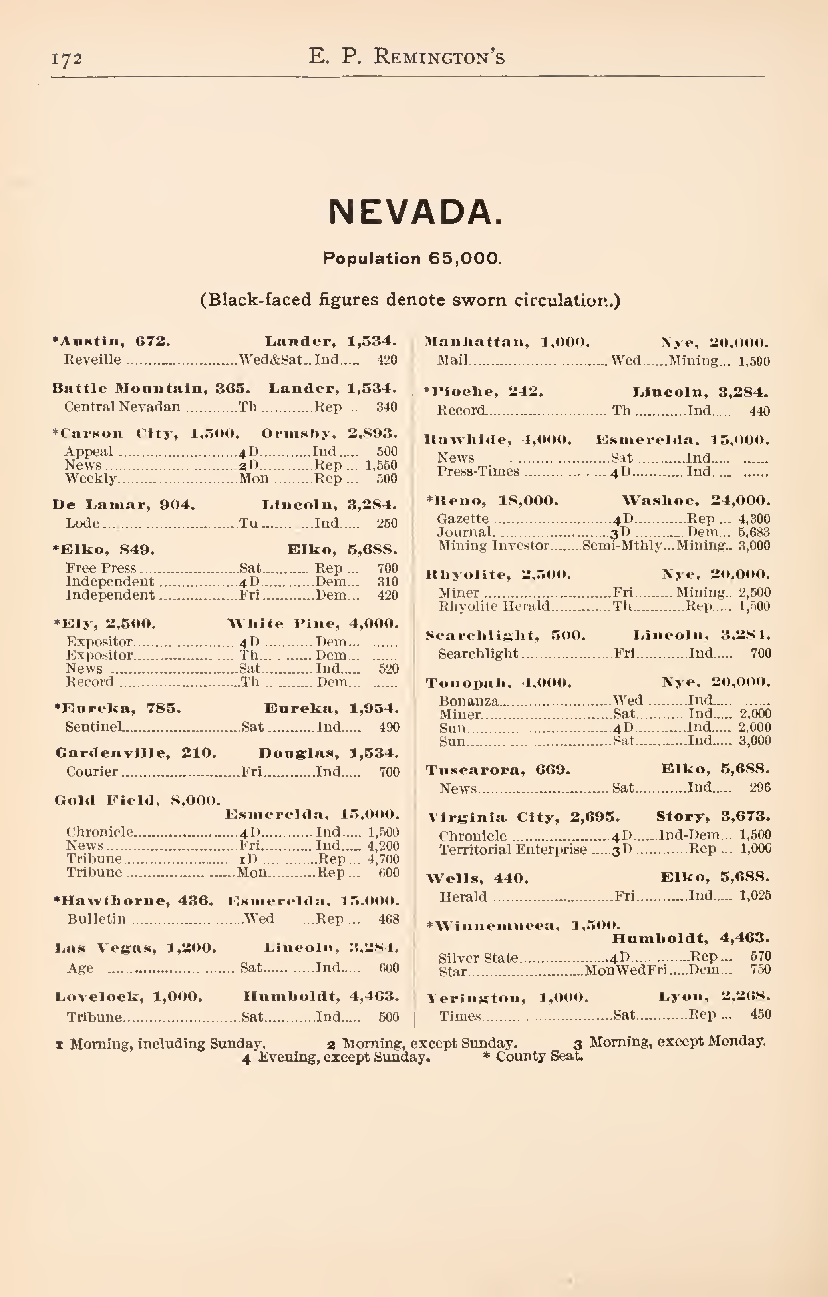 172 E. P. REMINGTON'S
NEVADA.
Population 65,000.
(Black-faced figures denote sworn circulation.)
*Austin, 672. Lander, 1,534.
Reveille Wed&Sat Ind 420
Battle Mountain, 365. Lander, 1,534.
Central Nevadan Th Rep 340
*Carson City, 1,500. Ormsby, 2,893.
Appeal 4D Ind 500
News 2D Rep 1,550
Weekly Mon Rep 500
De Lamar, 904. Lincoln, 3,284.
Lode Tu Ind 250
*Elko, 849. Elko, 5,688.
Free Press Sat Rep 700
Independent 4D Dem 310
Independent Fri Dem 420
*Ely, 2,500. White Pine, 4,000.
Expositor 4D Dem
Expositor Th Dem
News Sat Ind 520
Record Th Dem
*Eureka, 785. Eureka, 1,954.
Sentinel Sat Ind 490
Gardenville, 210. Douglas, 1,534.
Courier Fri Ind 700
Gold Field, 8,000.
Esmerelda, 15,000.
Chronicle 4D Ind 1,500
News Fri Ind 4,200
Tribune 1D Rep 4,700
Tribune Mon Rep 600
*Hawthorne, 436. Esmerelda, 15,000.
Bulletin Wed Rep 468
Las Vegas, 1,200. Lincoln, 3,284.
Age Sat Ind 600
Lovelock, 1,000. Humboldt, 4,463.
Tribune Sat Ind 500
Manhattan, 1,000. Nye, 20,000.
Mail Wed Mining 1,500
*Pioche, 242. Lincoln, 3,284.
Record Th Ind 440
Rawhide, 4,000. Esmerelda, 15,000.
News Sat Ind
Press-Times 4D Ind
*Reno, 18,000. Washoe, 24,000.
Gazette 4D Rep 4,300
Journal 3D Dem 5,683
Mining Investor Semi-Mthly Mining 3,000
Rhyolite, 2,500. Nye, 20,000.
Miner Fri Mining 2,500
Rhyolite Herald Th Rep 1,500
Searchlight, 500. Lincoln, 3,284.
Searchlight Fri Ind 700
Tonopah, 4,000. Nye, 20,000.
Bonanza Wed Ind
Miner Sat Ind 2,000
Sun 4D Ind 2,000
Sun Sat Ind 3,000
Tuscarora, 669. Elko, 5,688.
News Sat Ind 296
Virginia City, 2,695. Story, 3,673.
Chronicle 4D Ind-Dem 1,500
Territorial Enterprise 3D Rep 1,000
Wells, 440. Elko, 5,688.
Herald Fri Ind 1,025
*Winnemucca, 1,500.
Humboldt, 4,463.
Silver State 4D Rep 570
Star MonWedFri Dem 750
Yerington, 1,000. Lyon, 2,268.
Times Sat Rep 450
1 Morning, including Sunday. 2 Morning, except Sunday. 3 Morning, except Monday.
4 Evening, except Sunday. * County Seat.